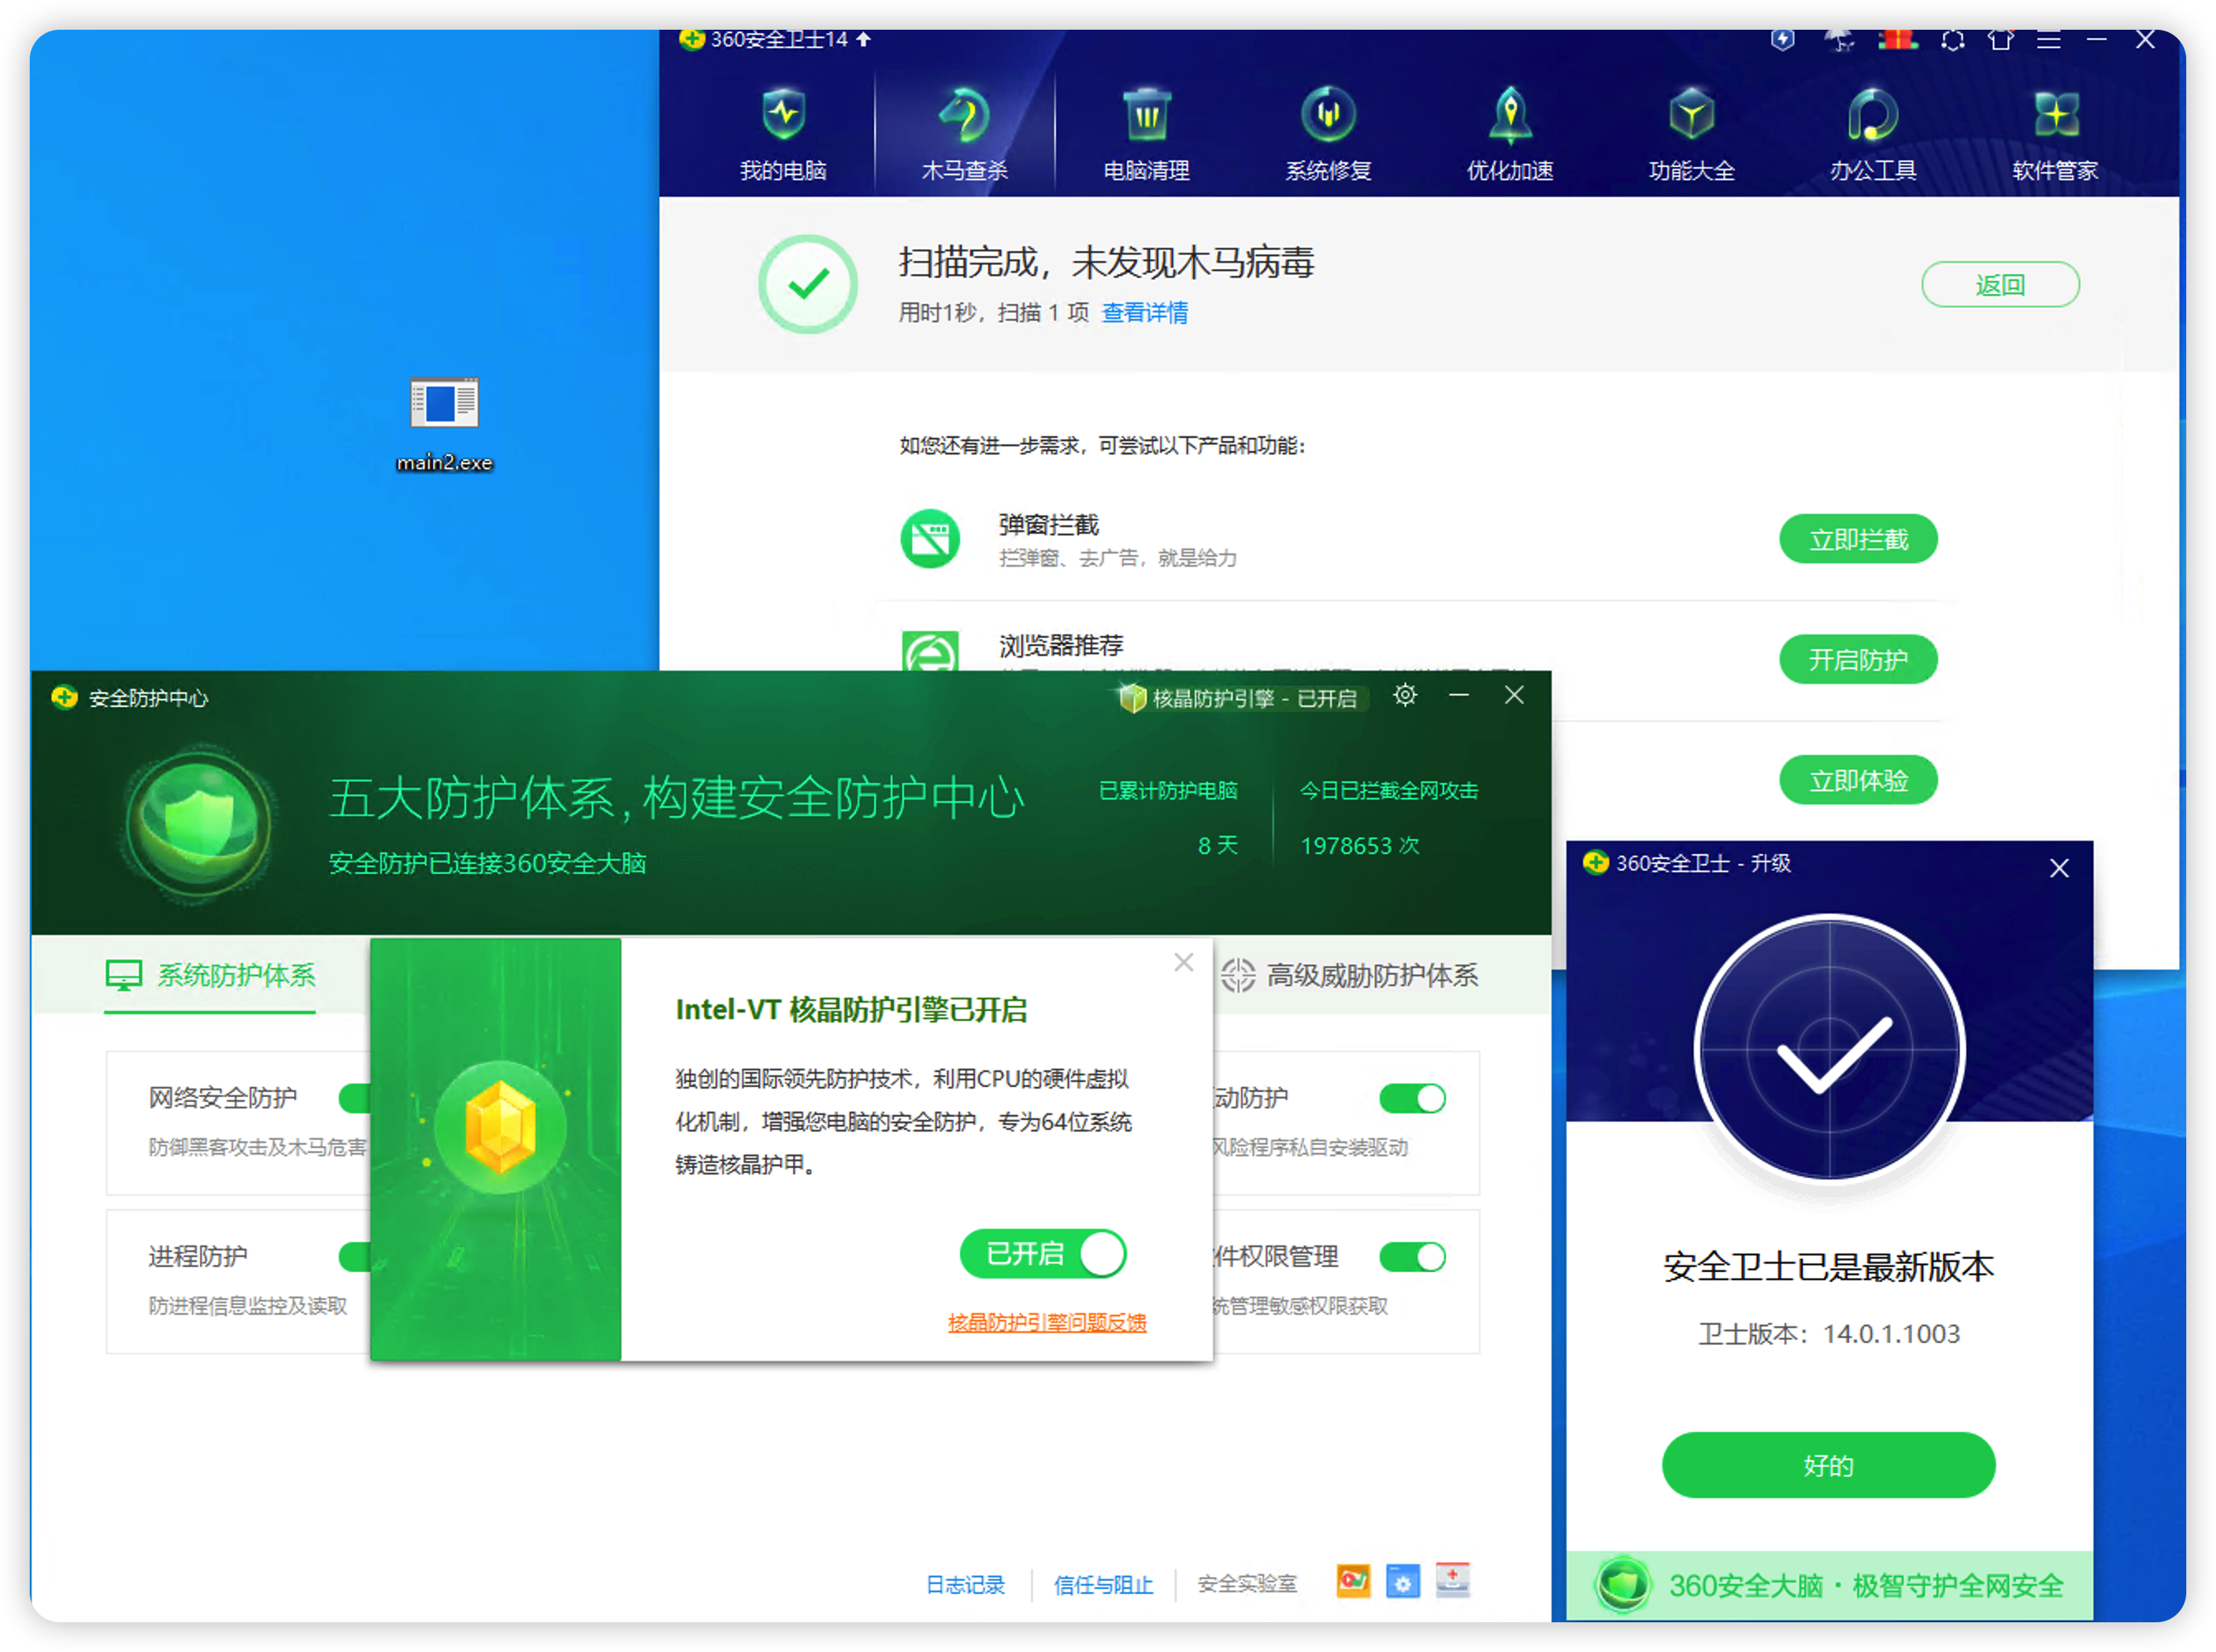 360安全卫士14
我的电脑
木马查杀
电脑清理
系统修复
优化加速
功能大全
办公工具
软件管家
扫描完成，未发现木马病毒
用时1秒，扫描 1 项 查看详情
返回
main2.exe
如您还有进一步需求，可尝试以下产品和功能：
弹窗拦截
拦弹窗、去广告，就是给力
立即拦截
浏览器推荐
开启防护
立即体验
安全防护中心
核晶防护引擎 - 已开启
五大防护体系,构建安全防护中心
安全防护已连接360安全大脑
已累计防护电脑
8 天
今日已拦截全网攻击
1978653 次
系统防护体系
高级威胁防护体系
网络安全防护
防御黑客攻击及木马危害
进程防护
防进程信息监控及读取
Intel-VT 核晶防护引擎已开启
独创的国际领先防护技术，利用CPU的硬件虚拟
化机制，增强您电脑的安全防护，专为64位系统
铸造核晶护甲。
已开启
核晶防护引擎问题反馈
动防护
风险程序私自安装驱动
件权限管理
统管理敏感权限获取
日志记录
信任与阻止
安全实验室
360安全卫士 - 升级
安全卫士已是最新版本
卫士版本：14.0.1.1003
好的
360安全大脑·极智守护全网安全